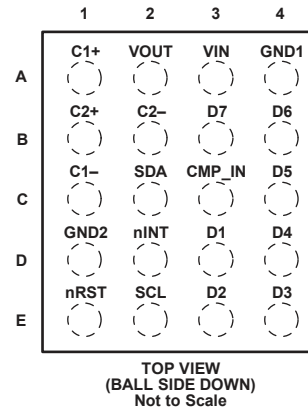 1 2 3 4
C1+ VOUT VIN GND1
A
C2+ C2– D7 D6
B
C1– SDA CMP_IN D5
C
GND2 nINT D1 D4
D
nRST SCL D2 D3
E
TOP VIEW
(BALL SIDE DOWN)
Not to Scale